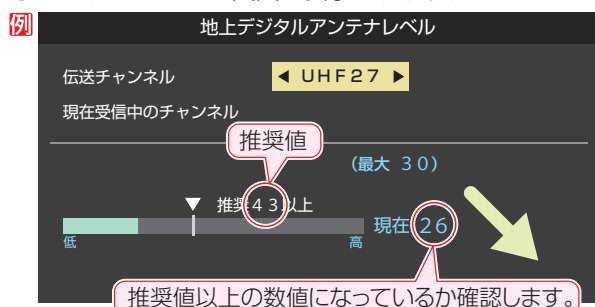 例
地上デジタルアンテナレベル
伝送チャンネル
◀ UHF27 ▶
現在受信中のチャンネル
推奨値
(最大 30)
▼ 推奨43以上
現在 26
低
高
推奨値以上の数値になっているか確認します。